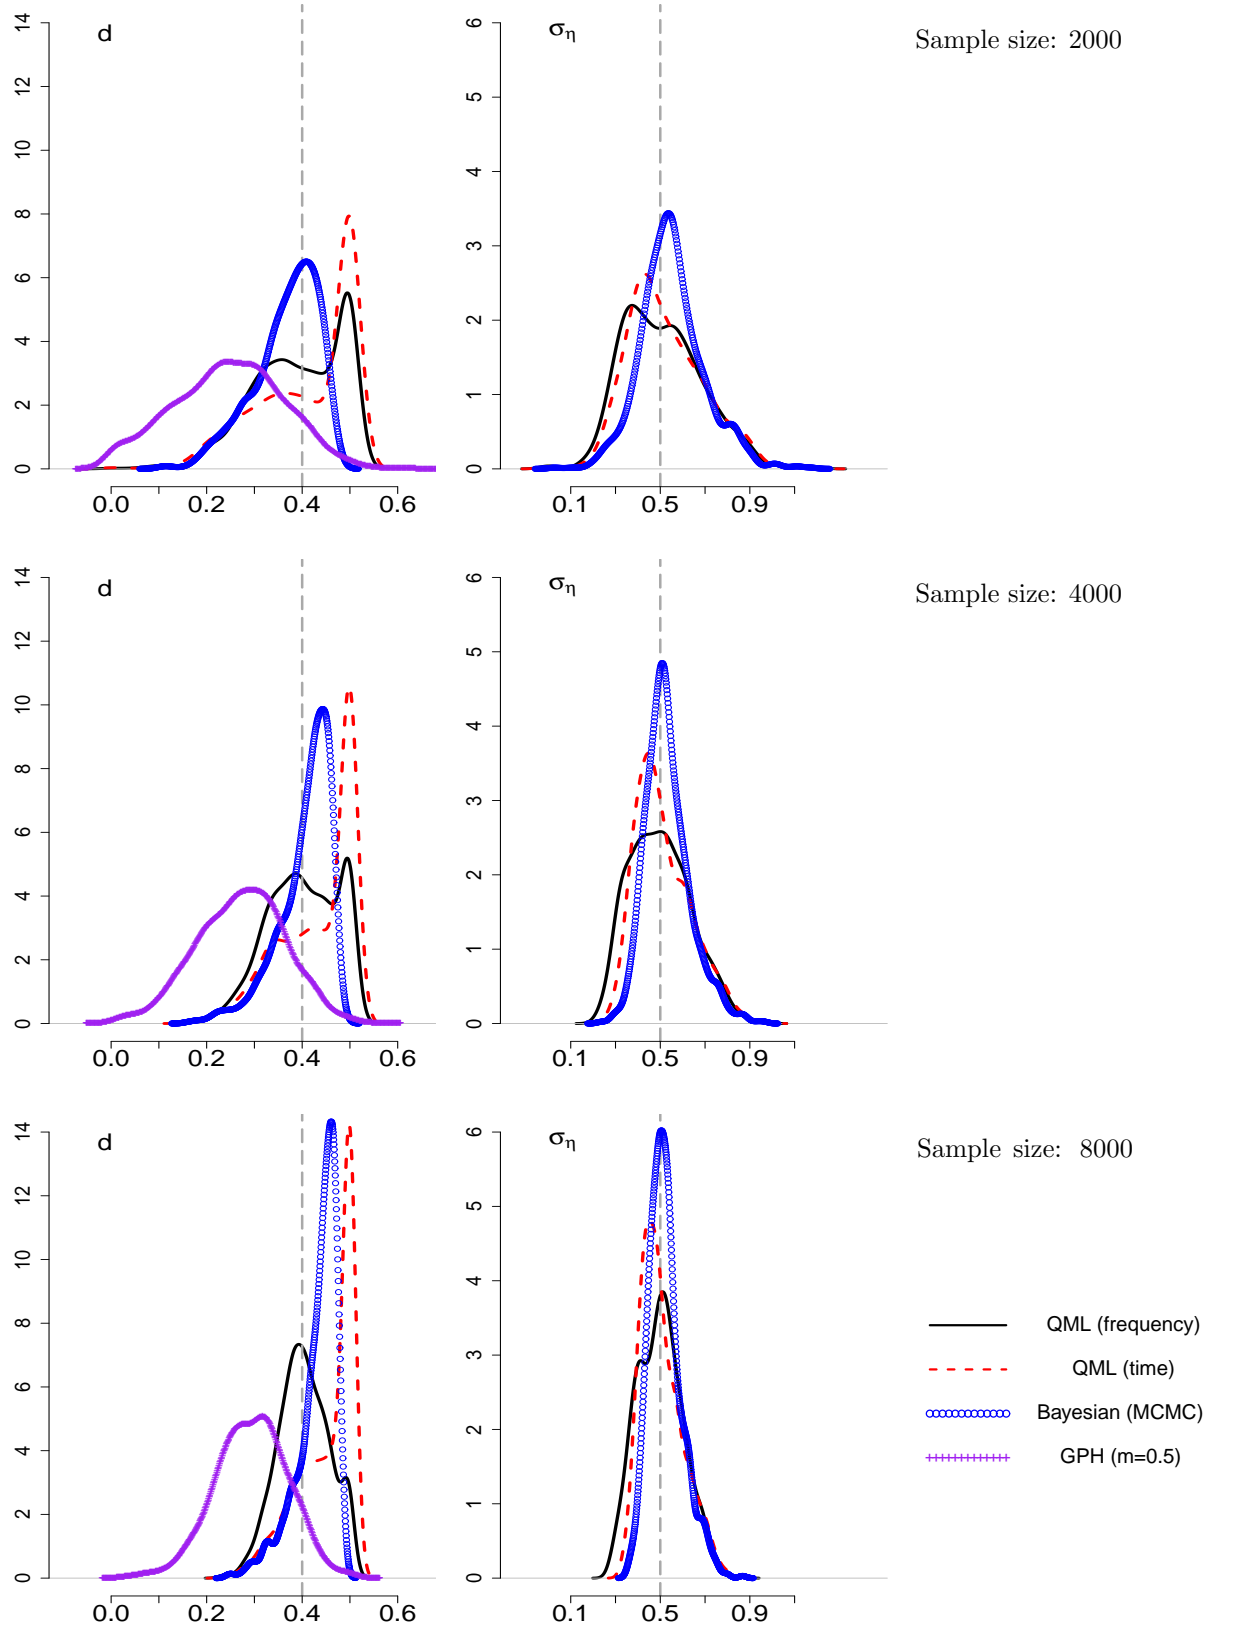 d
ση
Sample size: 2000
14
12
10
8
6
4
2
0
0.0 0.2 0.4 0.6
6
5
4
3
2
1
0
0.1 0.5 0.9
d
ση
Sample size: 4000
14
12
10
8
6
4
2
0
0.0 0.2 0.4 0.6
6
5
4
3
2
1
0
0.1 0.5 0.9
d
ση
Sample size: 8000
14
12
10
8
6
4
2
0
0.0 0.2 0.4 0.6
6
5
4
3
2
1
0
0.1 0.5 0.9
QML (frequency)
QML (time)
Bayesian (MCMC)
GPH (m=0.5)